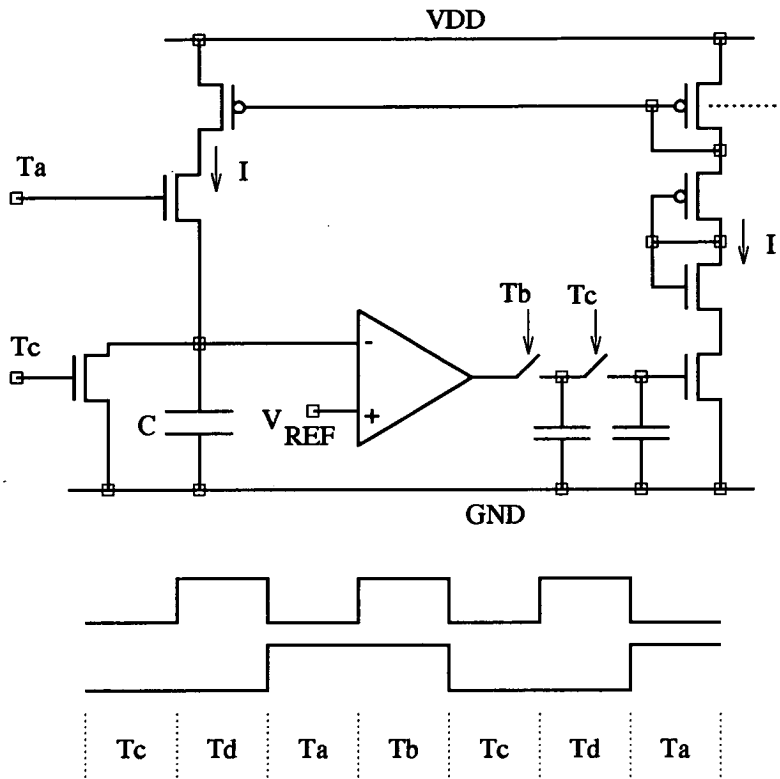 VDD
Ta
I
I
Tb
Tc
Tc
-
C
V
REF
+
GND
Tc Td Ta Tb Tc Td Ta